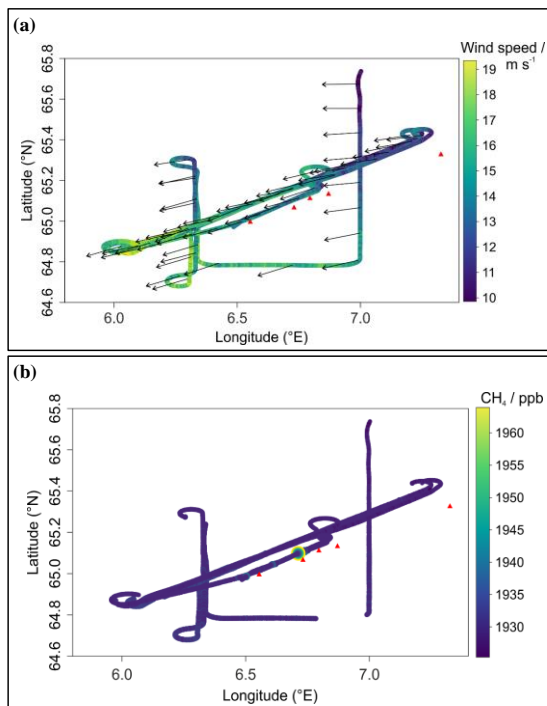 (a)
Wind speed /
m s⁻¹
65.8
65.6
65.4
65.2
65.0
64.8
64.6
Latitude (°N)
6.0 6.5 7.0
Longitude (°E)
19
18
17
16
15
14
13
12
11
10
(b)
CH₄ / ppb
65.8
65.6
65.4
65.2
65.0
64.8
64.6
Latitude (°N)
6.0 6.5 7.0
Longitude (°E)
1960
1955
1950
1945
1940
1935
1930